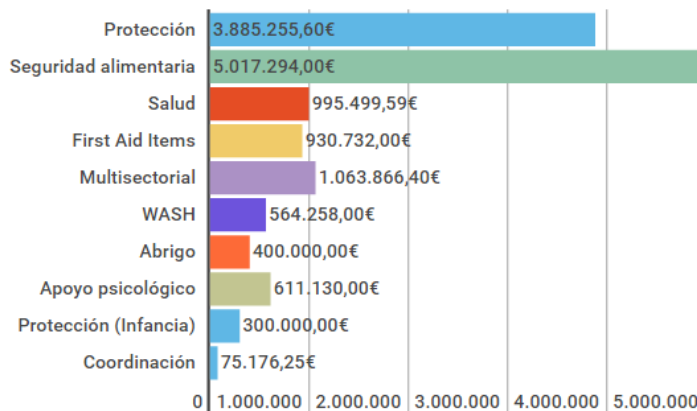 Protección 3.885.255,60€
Seguridad alimentaria 5.017.294,00€
Salud 995.499,59€
First Aid Items 930.732,00€
Multisectorial 1.063.866,40€
WASH 564.258,00€
Abrigo 400.000,00€
Apoyo psicológico 611.130,00€
Protección (Infancia) 300.000,00€
Coordinación 75.176,25€
0 1.000.000 2.000.000 3.000.000 4.000.000 5.000.000